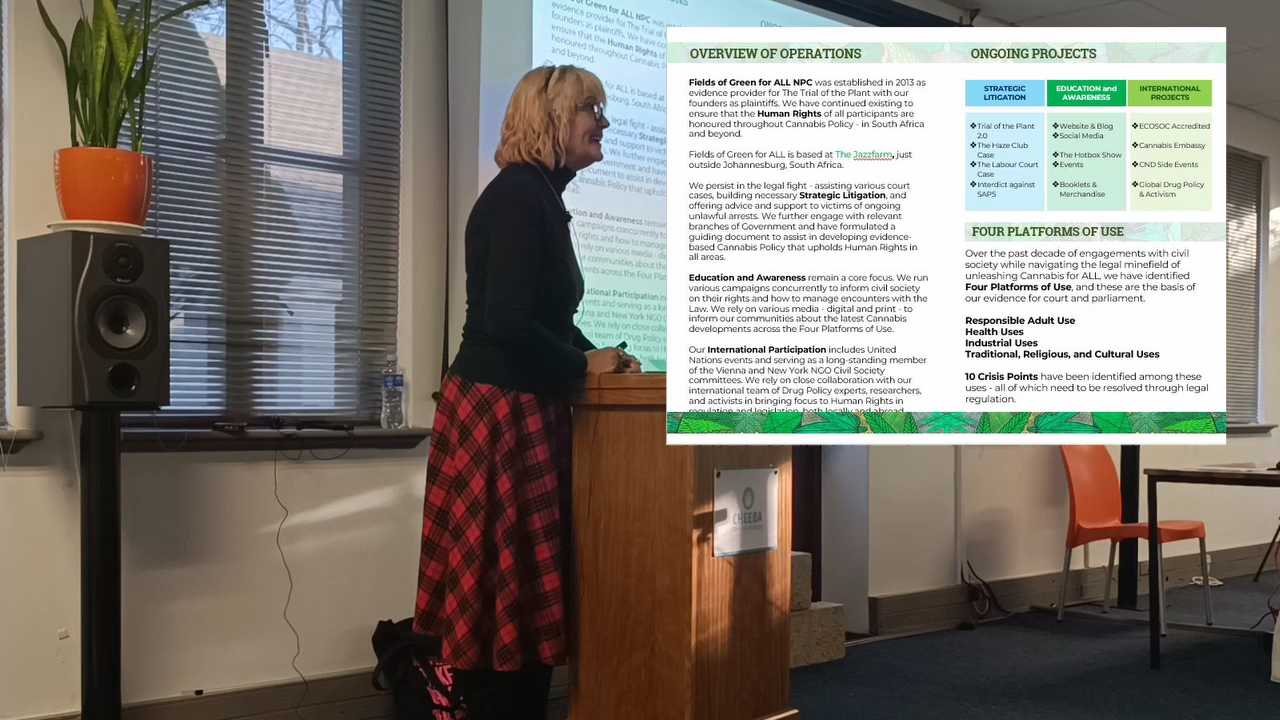 OVERVIEW OF OPERATIONS
Fields of Green for ALL NPC was established in 2013 as
evidence provider for The Trial of the Plant with our
founders as plaintiffs. We have continued existing to
ensure that the Human Rights of all participants are
honoured throughout Cannabis Policy - in South Africa
and beyond.
Fields of Green for ALL is based at The Jazzfarm, just
outside Johannesburg, South Africa.
We persist in the legal fight - assisting various court
cases, building necessary Strategic Litigation, and
offering advice and support to victims of ongoing
unlawful arrests. We further engage with relevant
branches of Government and have formulated a
guiding document to assist in developing evidence-
based Cannabis Policy that upholds Human Rights in
all areas.
Education and Awareness remain a core focus. We run
various campaigns concurrently to inform civil society
on their rights and how to manage encounters with the
Law. We rely on various media - digital and print - to
inform our communities about the latest Cannabis
developments across the Four Platforms of Use.
Our International Participation includes United
Nations events and serving as a long-standing member
of the Vienna and New York NGO Civil Society
committees. We rely on close collaboration with our
international team of Drug Policy experts, researchers,
and activists in bringing focus to Human Rights in
regulation and legislation, both locally and abroad.
ONGOING PROJECTS
STRATEGIC
LITIGATION
❖Trial of the Plant
2.0
❖The Haze Club
Case
❖The Labour Court
Case
❖Interdict against
SAPS
EDUCATION and
AWARENESS
❖Website & Blog
❖Social Media
❖The Hotbox Show
❖Events
❖Booklets &
Merchandise
INTERNATIONAL
PROJECTS
❖ECOSOC Accredited
❖Cannabis Embassy
❖CND Side Events
❖Global Drug Policy
& Activism
FOUR PLATFORMS OF USE
Over the past decade of engagements with civil
society while navigating the legal minefield of
unleashing Cannabis for ALL, we have identified
Four Platforms of Use, and these are the basis of
our evidence for court and parliament.
Responsible Adult Use
Health Uses
Industrial Uses
Traditional, Religious, and Cultural Uses
10 Crisis Points have been identified among these
uses - all of which need to be resolved through legal
regulation.
CHEEBA